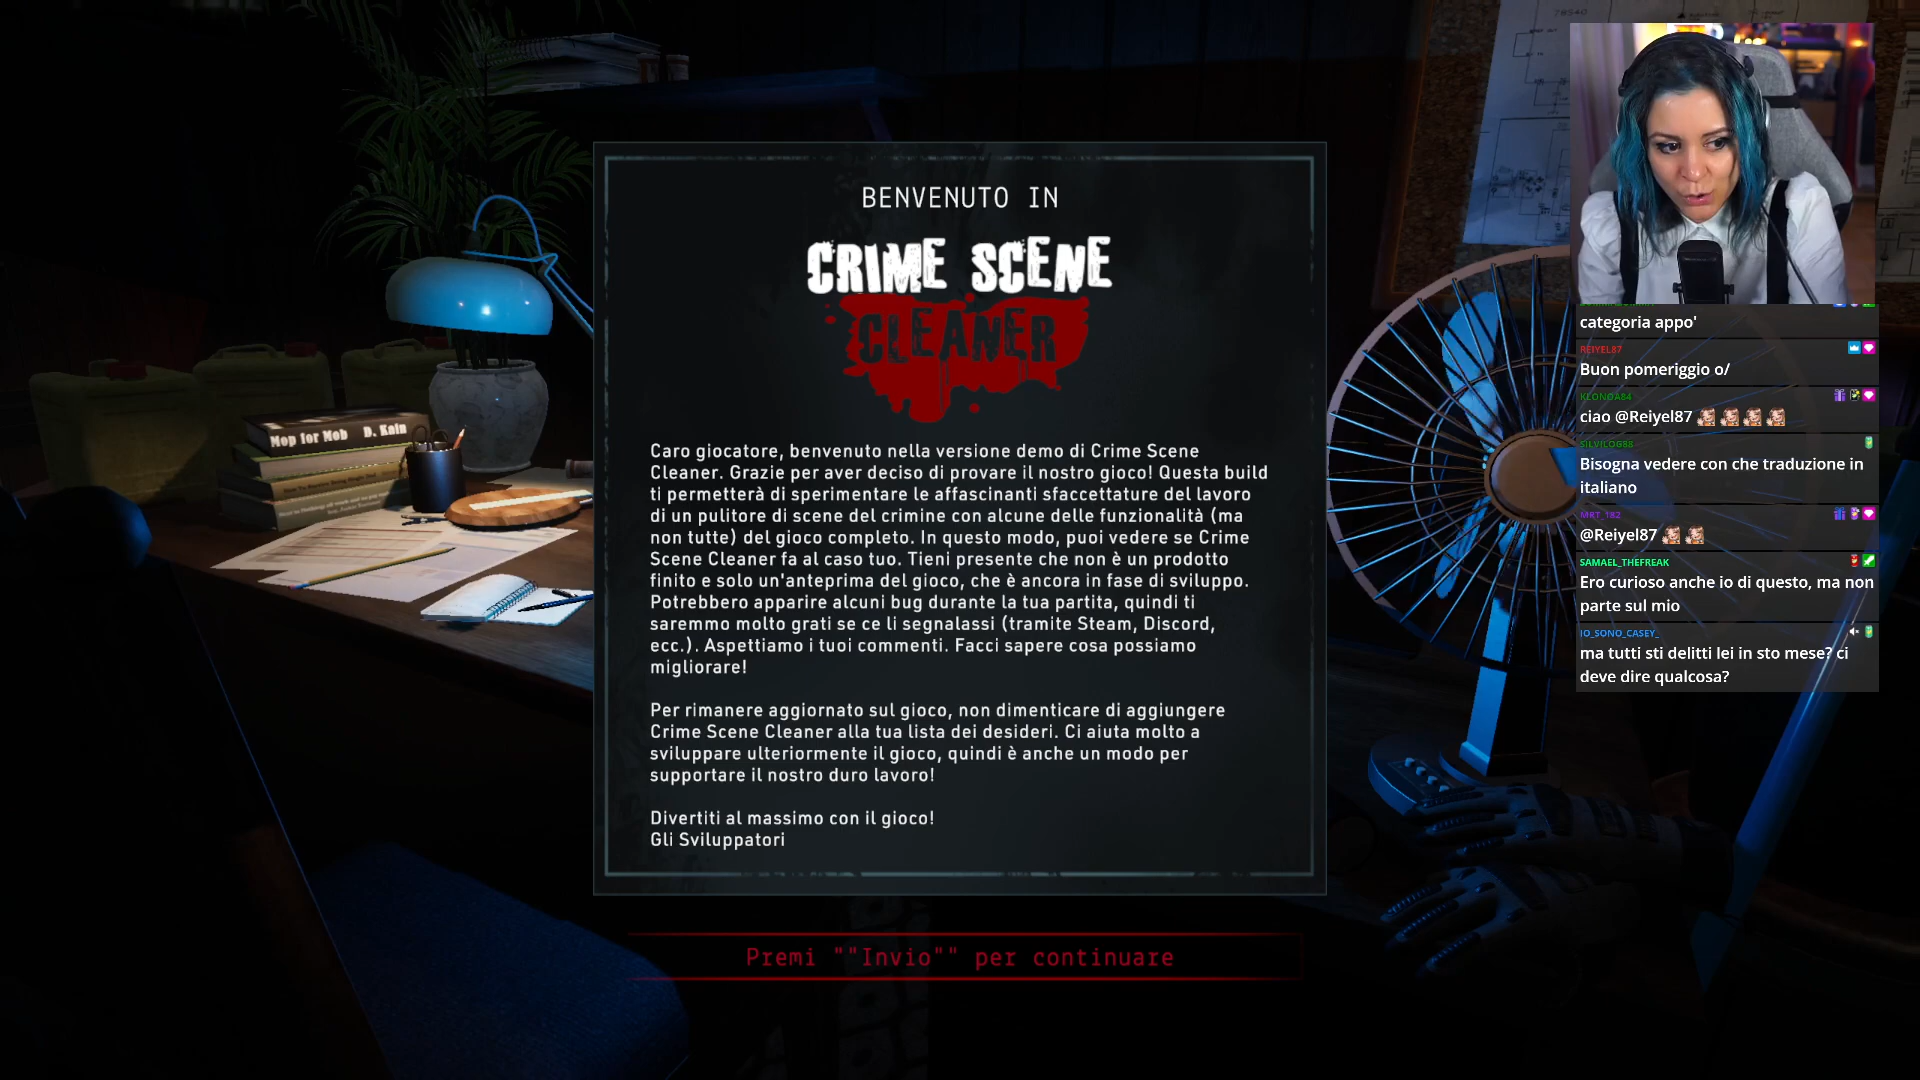 BENVENUTO IN
CRIME SCENE
CLEANER
Caro giocatore, benvenuto nella versione demo di Crime Scene
Cleaner. Grazie per aver deciso di provare il nostro gioco! Questa build
ti permetterà di sperimentare le affascinanti sfaccettature del lavoro
di un pulitore di scene del crimine con alcune delle funzionalità (ma
non tutte) del gioco completo. In questo modo, puoi vedere se Crime
Scene Cleaner fa al caso tuo. Tieni presente che non è un prodotto
finito e solo un'anteprima del gioco, che è ancora in fase di sviluppo.
Potrebbero apparire alcuni bug durante la tua partita, quindi ti
saremmo molto grati se ce li segnalassi (tramite Steam, Discord,
ecc.). Aspettiamo i tuoi commenti. Facci sapere cosa possiamo
migliorare!
Per rimanere aggiornato sul gioco, non dimenticare di aggiungere
Crime Scene Cleaner alla tua lista dei desideri. Ci aiuta molto a
sviluppare ulteriormente il gioco, quindi è anche un modo per
supportare il nostro duro lavoro!
Divertiti al massimo con il gioco!
Gli Sviluppatori
Premi ""Invio"" per continuare
Mop for Mob D. Kain
categoria appo'
REIYEL87
Buon pomeriggio o/
KLONOA84
ciao @Reiyel87
SILVILOG88
Bisogna vedere con che traduzione in
italiano
MRT_182
@Reiyel87
SAMAEL_THEFREAK
Ero curioso anche io di questo, ma non
parte sul mio
IO_SONO_CASEY_
ma tutti sti delitti lei in sto mese? ci
deve dire qualcosa?